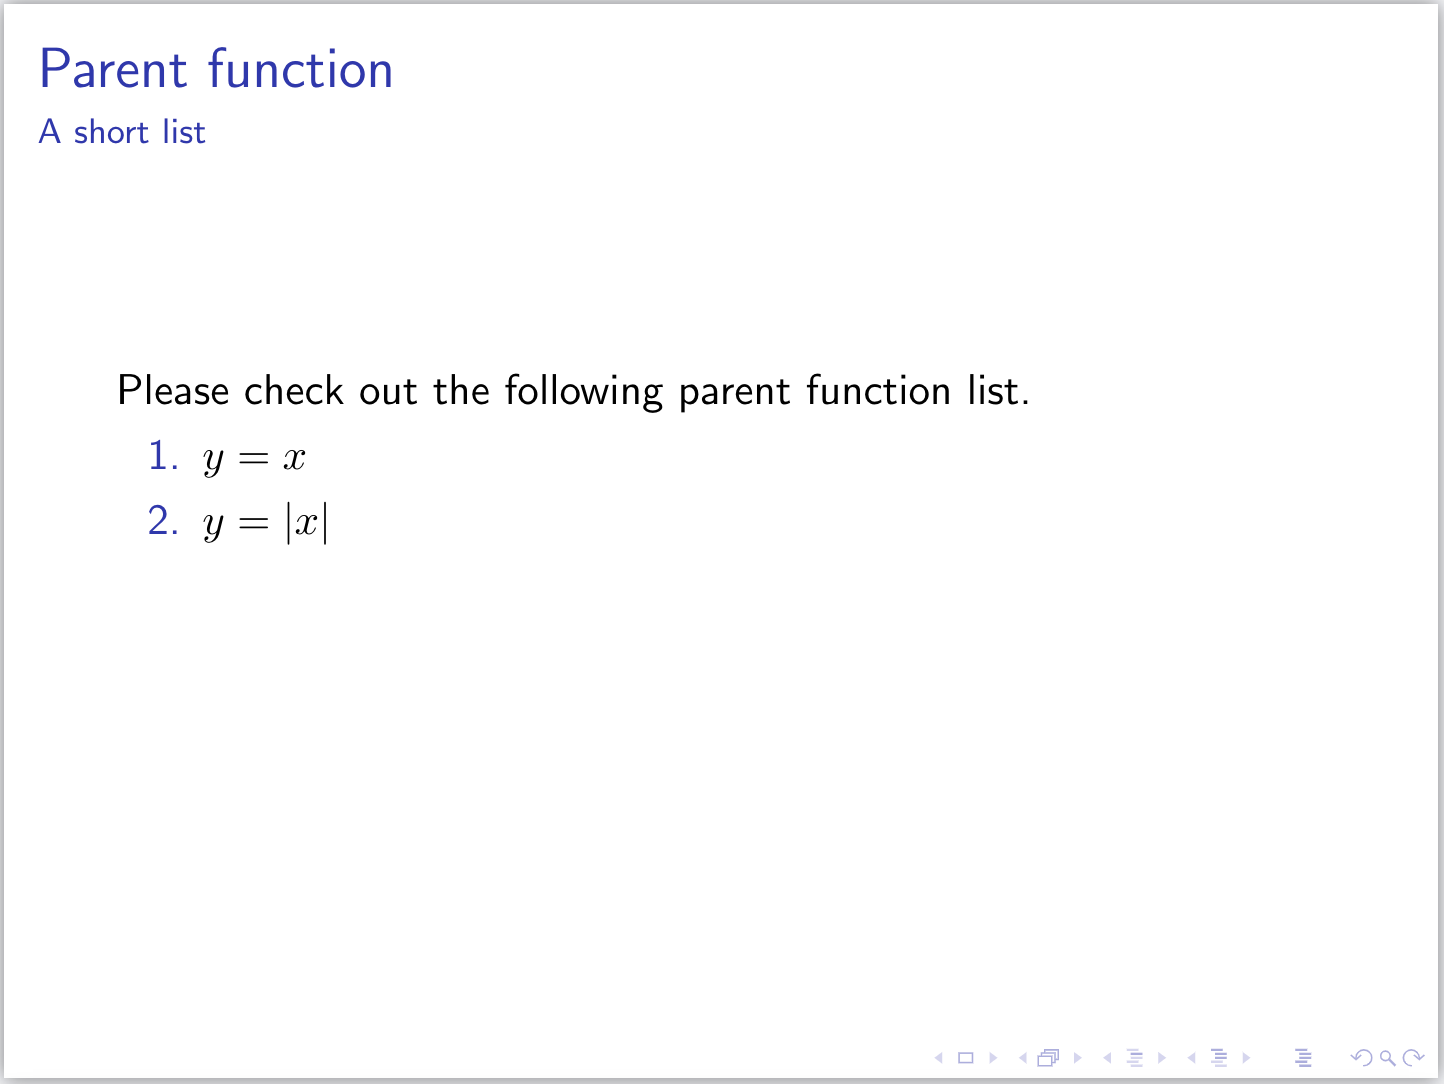 Parent function
A short list
Please check out the following parent function list.
1. y = x
2. y = |x|